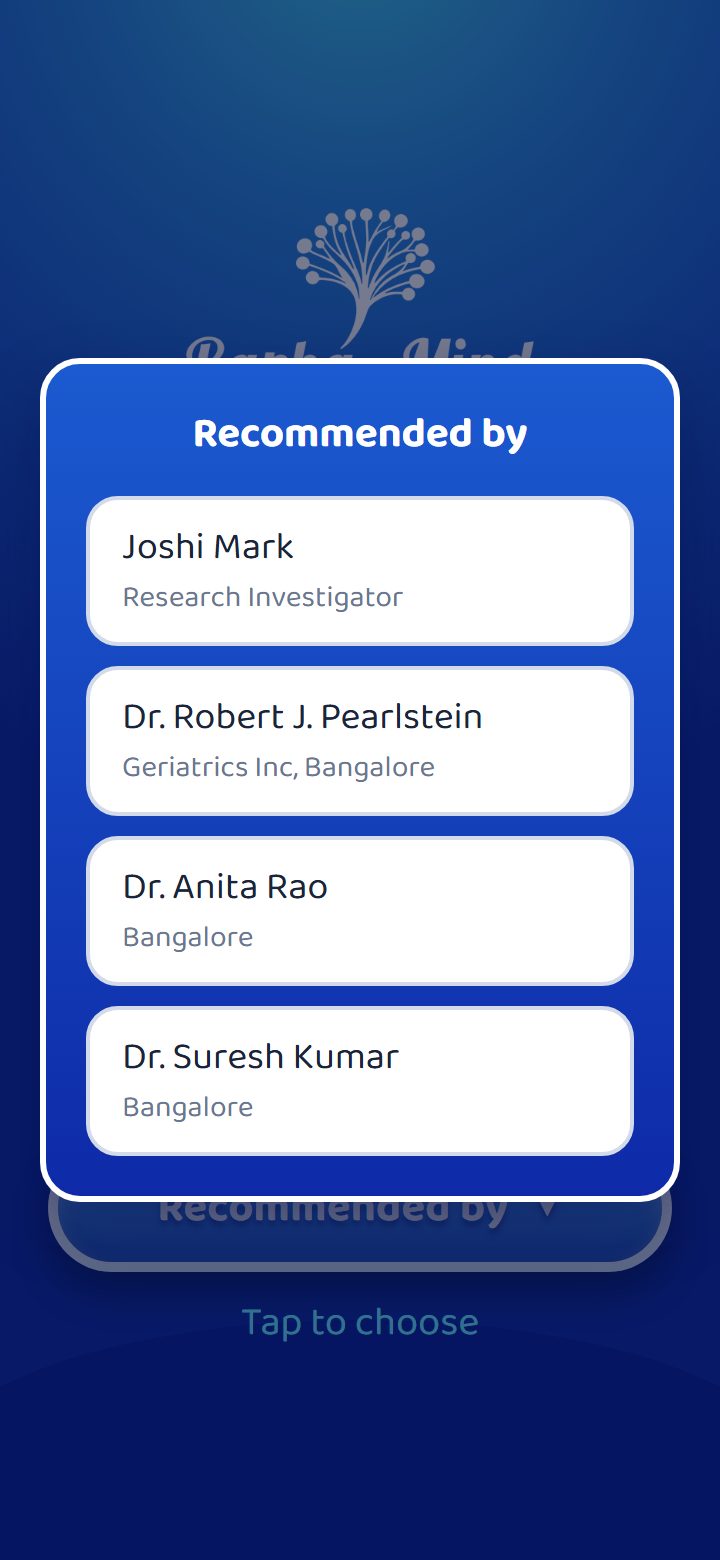 Recommended by
Joshi Mark
Research Investigator
Dr. Robert J. Pearlstein
Geriatrics Inc, Bangalore
Dr. Anita Rao
Bangalore
Dr. Suresh Kumar
Bangalore
Recommended by ▼
Tap to choose